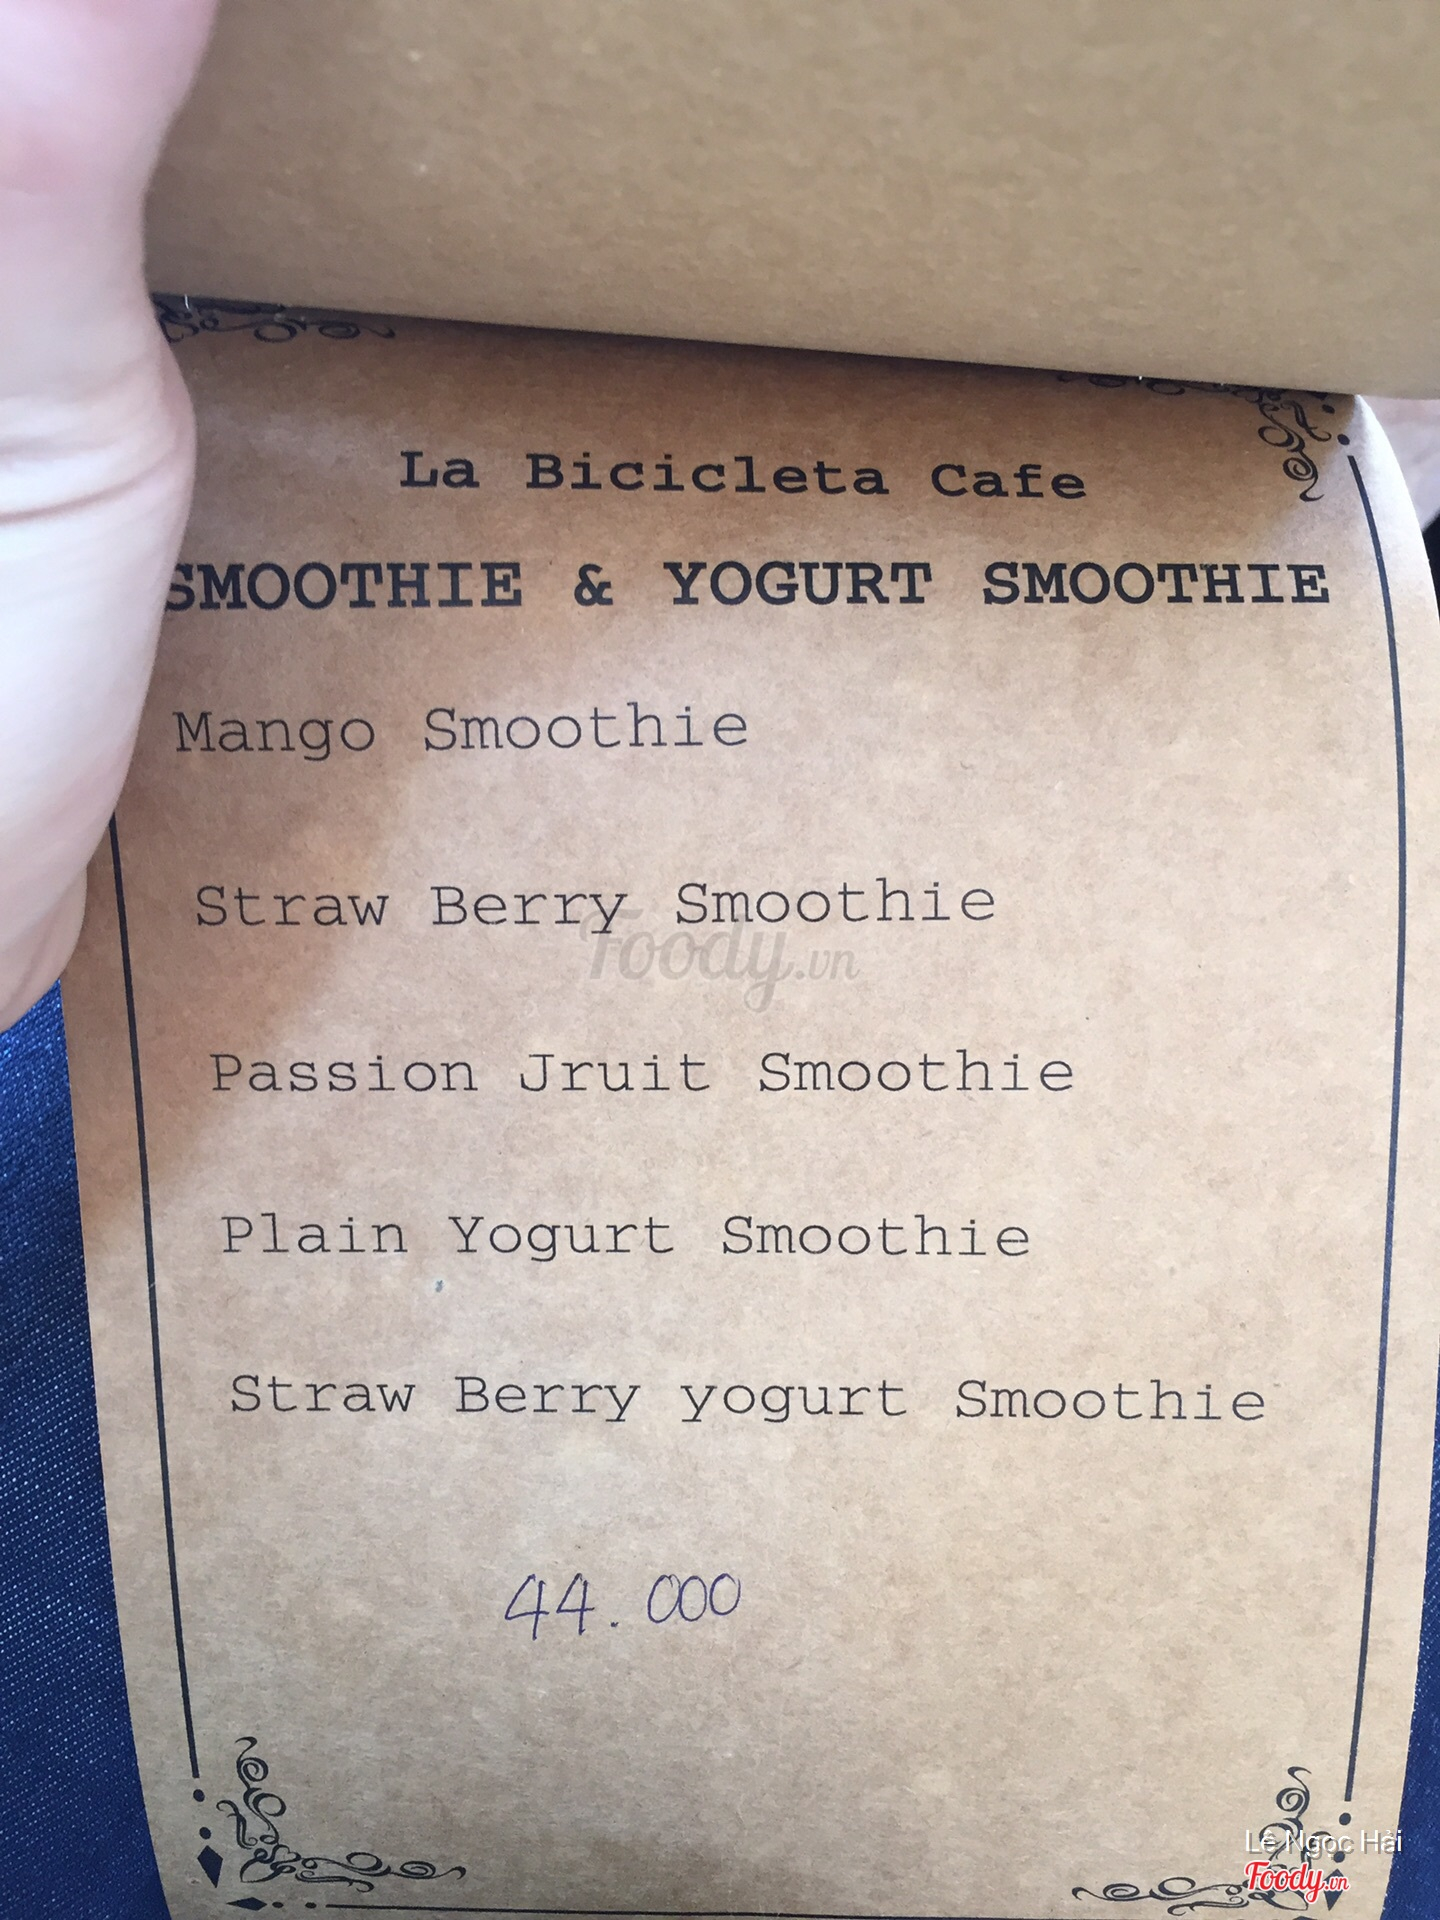 La Bicicleta Cafe
SMOOTHIE & YOGURT SMOOTHIE
Mango Smoothie
Straw Berry Smoothie
Foody.vn
Passion Jruit Smoothie
Plain Yogurt Smoothie
Straw Berry yogurt Smoothie
44.000
Lê Ngọc Hải
Foody.vn